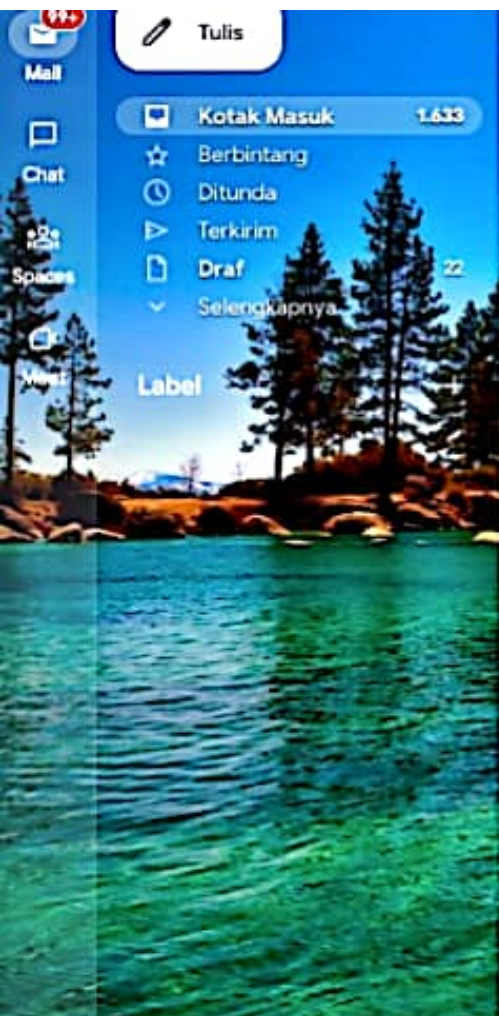 99+
Mail
Chat
Spaces
Meet
Tulis
Kotak Masuk 1.633
Berbintang
Ditunda
Terkirim
Draf 22
Selengkapnya
Label +